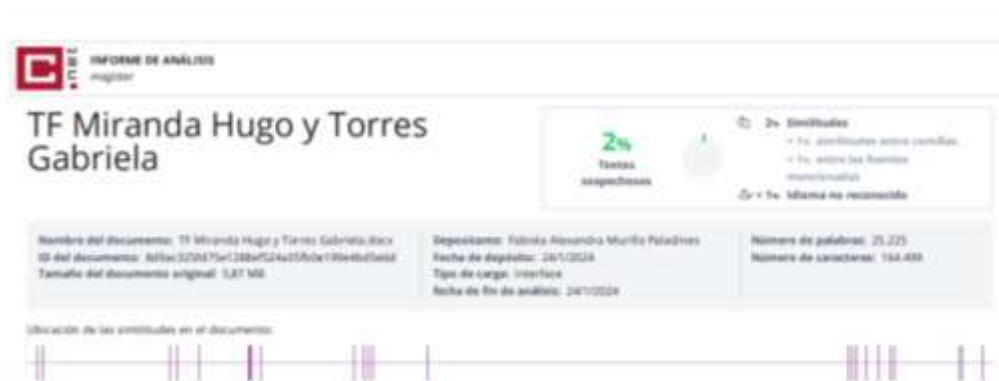 INFORME DE ANÁLISIS
magister
TF Miranda Hugo y Torres
Gabriela
2%
Textos
sospechosos
2% Similitudes
< 1% similitudes entre comillas
< 1% entre las fuentes
mencionadas
< 1% Idioma no reconocido
Nombre del documento: TF Miranda Hugo y Torres Gabriela.docx
ID del documento:
Tamaño del documento original: 5,87 MB
Depositante: Fabiola Alexandra Murillo Paladines
Fecha de depósito: 24/1/2024
Tipo de carga: interface
fecha de fin de análisis: 24/1/2024
Número de palabras: 25.225
Número de caracteres: 164.499
Ubicación de las similitudes en el documento: